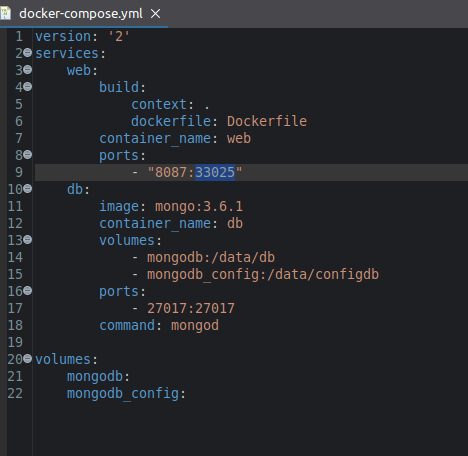 docker-compose.yml
1 version: '2'
2 services:
3     web:
4         build:
5             context: .
6             dockerfile: Dockerfile
7         container_name: web
8         ports:
9             - "8087:33025"
10     db:
11         image: mongo:3.6.1
12         container_name: db
13         volumes:
14             - mongodb:/data/db
15             - mongodb_config:/data/configdb
16         ports:
17             - 27017:27017
18         command: mongod
19
20 volumes:
21     mongodb:
22     mongodb_config: